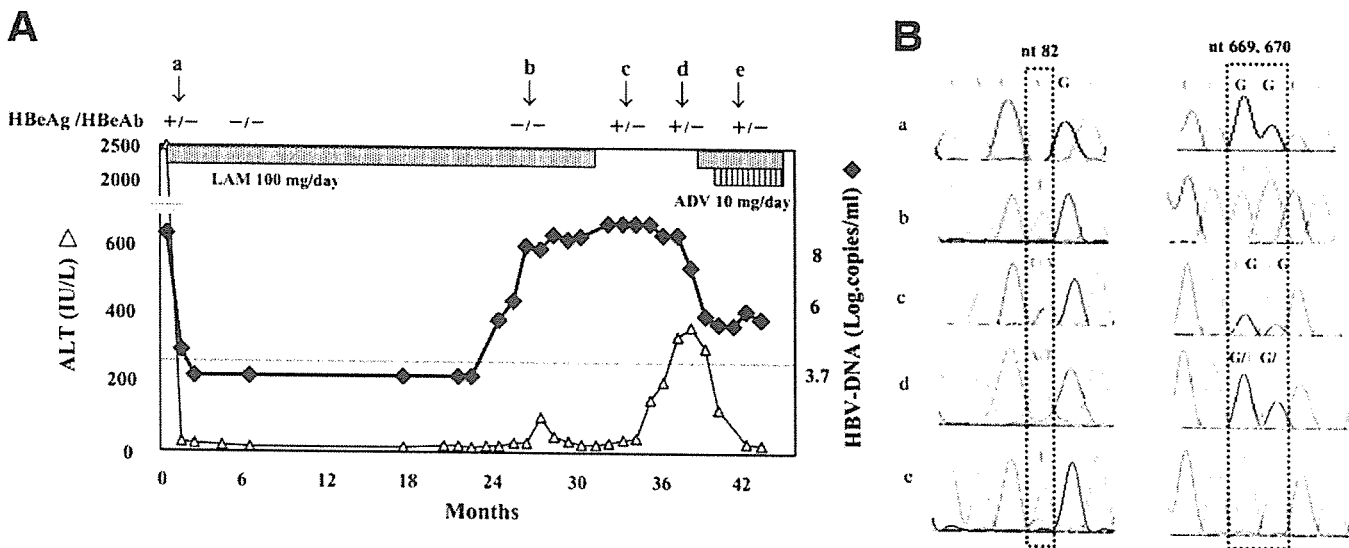 A
a
b
c
d
e
HBeAg /HBeAb
+/−
−/−
−/−
+/−
+/−
+/−
2500
2000
600
400
200
0
ALT (IU/L)
LAM 100 mg/day
ADV 10 mg/day
8
6
3.7
HBV-DNA (Log.copies/ml)
0
6
12
18
24
30
36
42
Months
B
nt 82
nt 669, 670
G
G G
a
b
c
G G
d
G/ G/
e